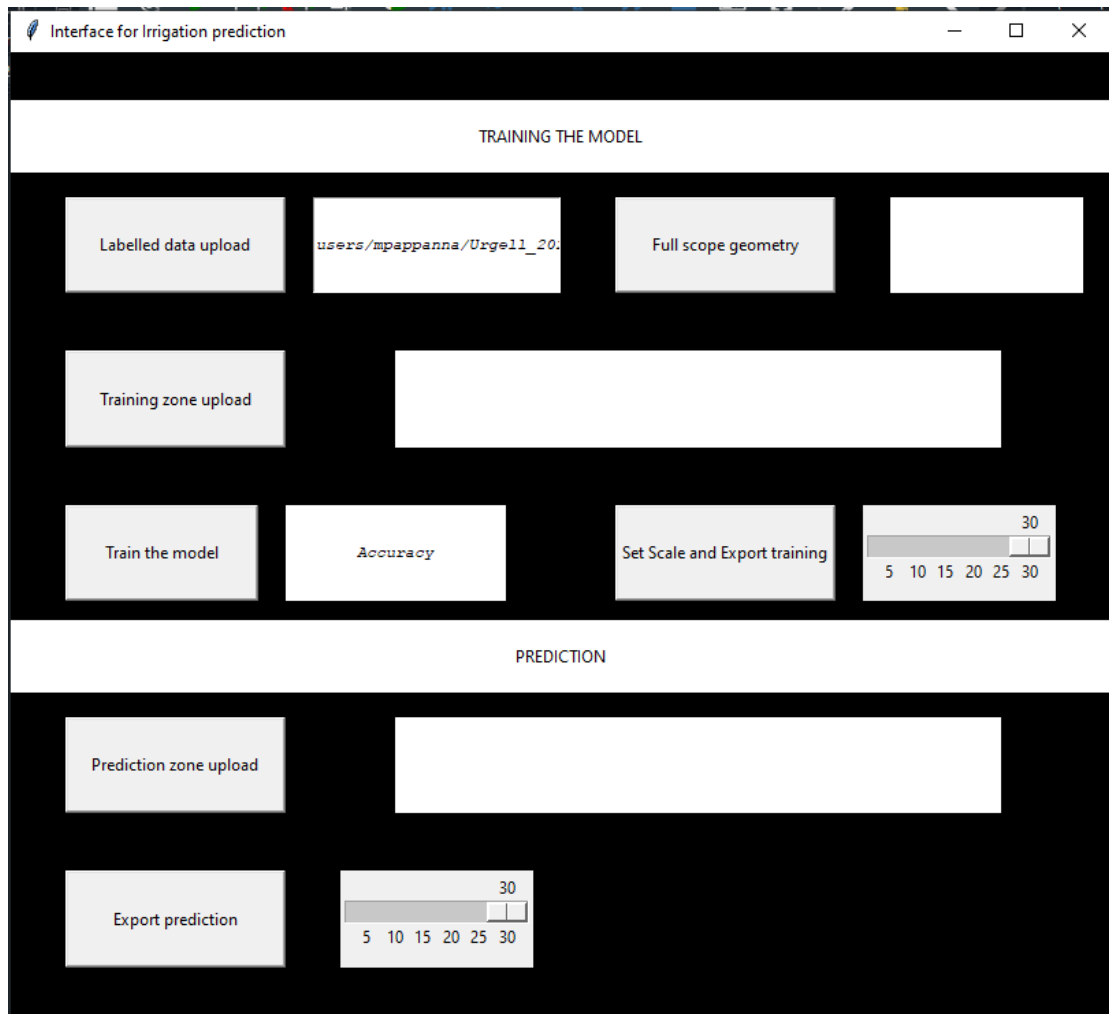 Interface for Irrigation prediction
TRAINING THE MODEL
Labelled data upload
users/mpappanna/Urgell_20
Full scope geometry
Training zone upload
Train the model
Accuracy
Set Scale and Export training
30
5 10 15 20 25 30
PREDICTION
Prediction zone upload
Export prediction
30
5 10 15 20 25 30